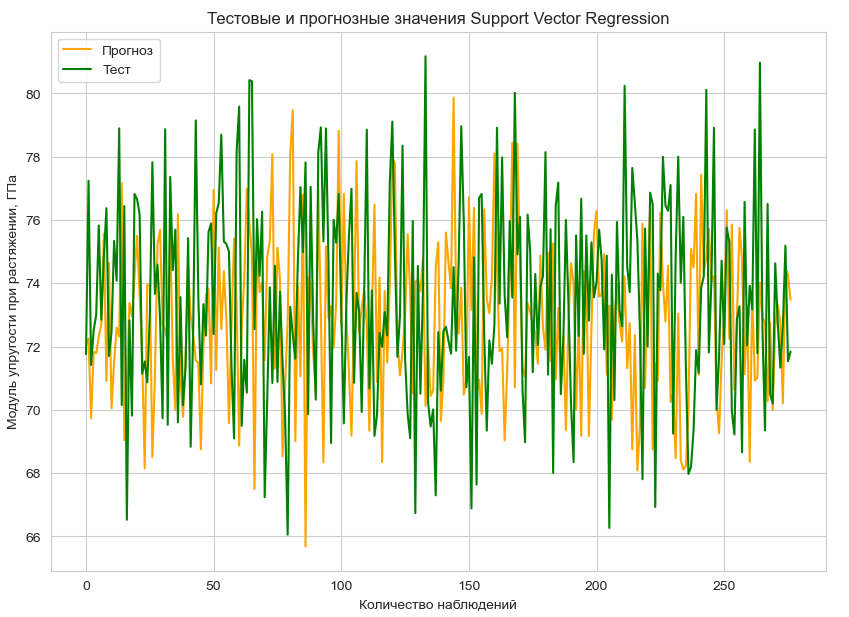 Тестовые и прогнозные значения Support Vector Regression
Прогноз
Тест
Модуль упругости при растяжении, ГПа
80
78
76
74
72
70
68
66
0 50 100 150 200 250
Количество наблюдений